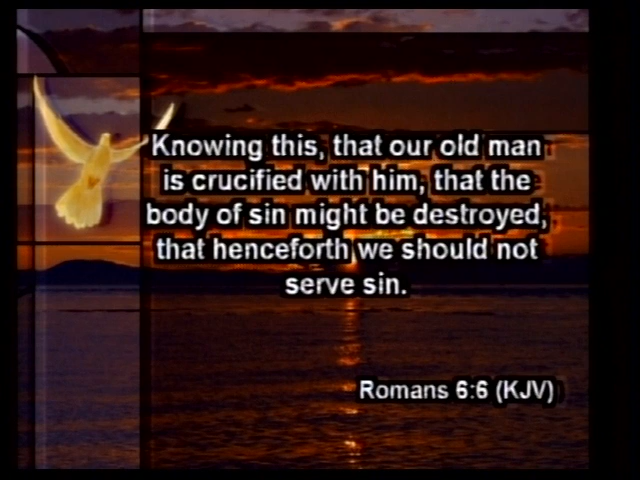 Knowing this, that our old man
is crucified with him, that the
body of sin might be destroyed,
that henceforth we should not
serve sin.
Romans 6:6 (KJV)